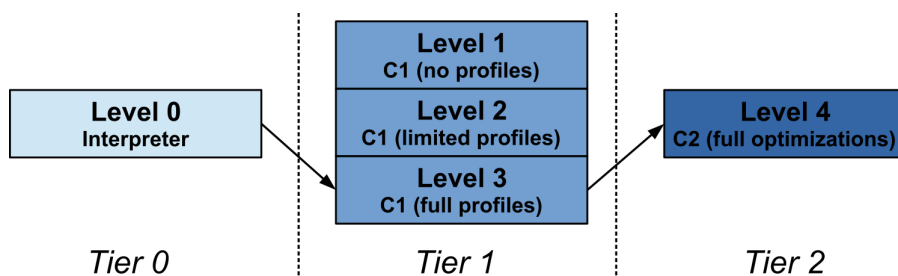 Level 0
Interpreter
Level 1
C1 (no profiles)
Level 2
C1 (limited profiles)
Level 3
C1 (full profiles)
Level 4
C2 (full optimizations)
Tier 0
Tier 1
Tier 2